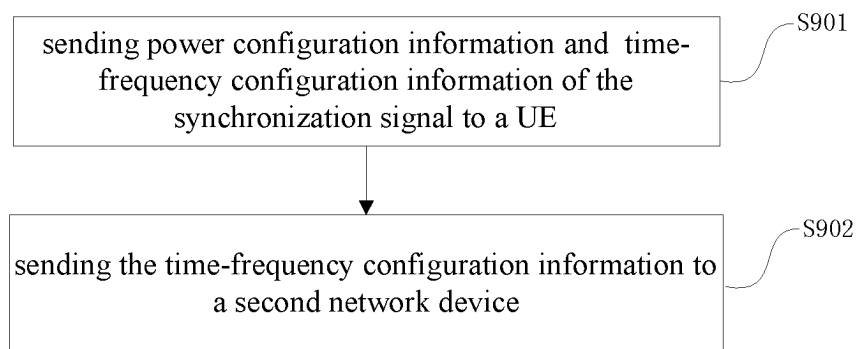 S901
sending power configuration information and time-
frequency configuration information of the
synchronization signal to a UE
S902
sending the time-frequency configuration information to
a second network device